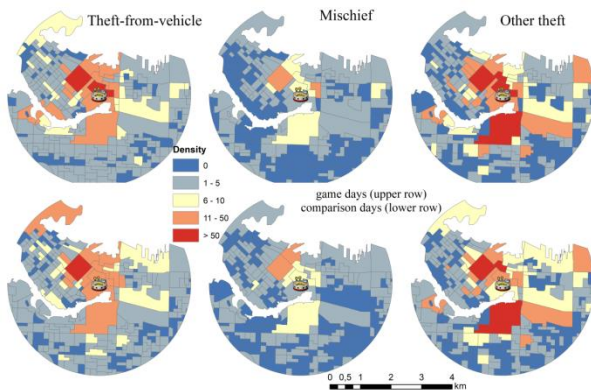 Theft-from-vehicle
Mischief
Other theft
Density
0
1 - 5
6 - 10
11 - 50
> 50
game days (upper row)
comparison days (lower row)
0 0,5 1 2 3 4
km